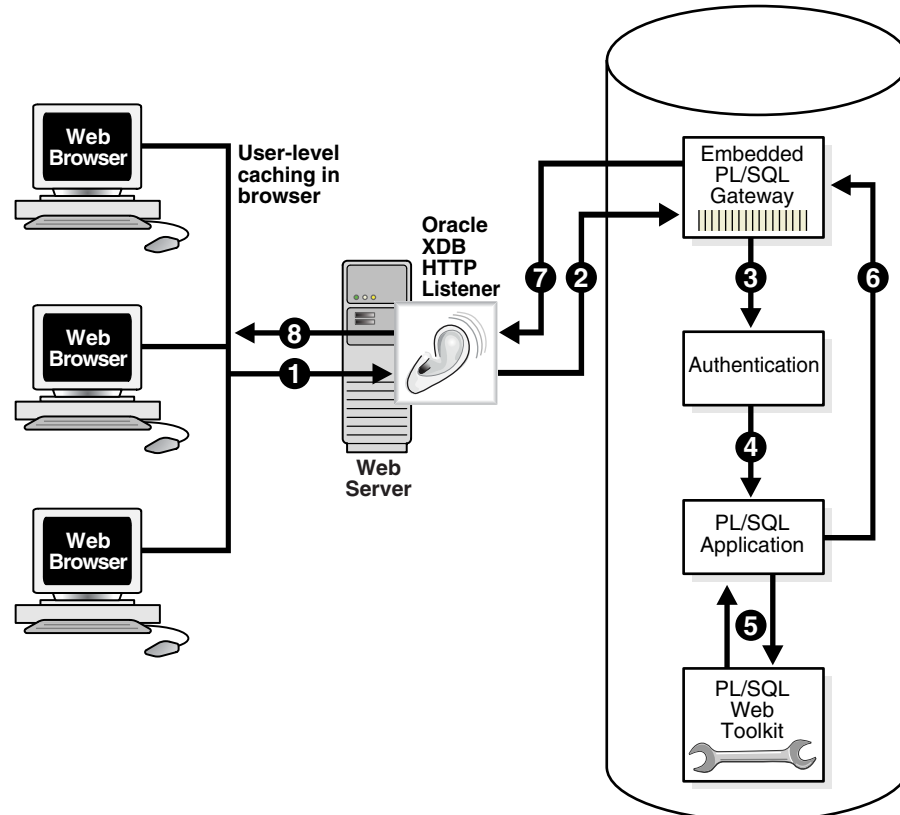 Web
Browser
User-level
caching in
browser
Web
Browser
Web
Browser
Oracle
XDB
HTTP
Listener
8
1
Web
Server
7
2
Embedded
PL/SQL
Gateway
3
6
Authentication
4
PL/SQL
Application
5
PL/SQL
Web
Toolkit